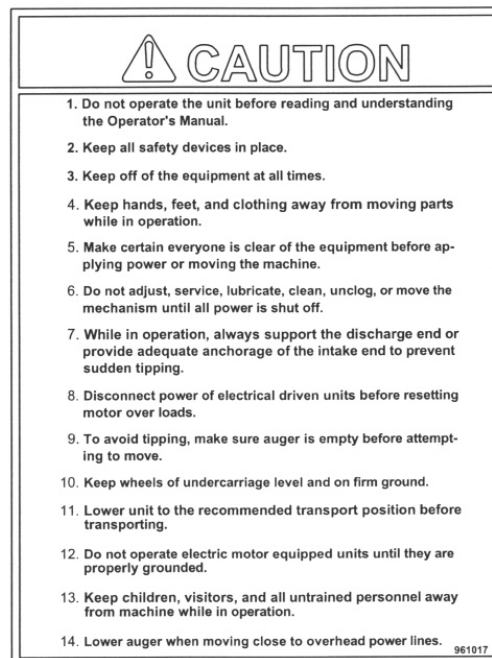 CAUTION
1. Do not operate the unit before reading and understanding
the Operator's Manual.
2. Keep all safety devices in place.
3. Keep off of the equipment at all times.
4. Keep hands, feet, and clothing away from moving parts
while in operation.
5. Make certain everyone is clear of the equipment before ap-
plying power or moving the machine.
6. Do not adjust, service, lubricate, clean, unclog, or move the
mechanism until all power is shut off.
7. While in operation, always support the discharge end or
provide adequate anchorage of the intake end to prevent
sudden tipping.
8. Disconnect power of electrical driven units before resetting
motor over loads.
9. To avoid tipping, make sure auger is empty before attempt-
ing to move.
10. Keep wheels of undercarriage level and on firm ground.
11. Lower unit to the recommended transport position before
transporting.
12. Do not operate electric motor equipped units until they are
properly grounded.
13. Keep children, visitors, and all untrained personnel away
from machine while in operation.
14. Lower auger when moving close to overhead power lines.
961017